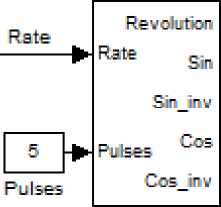 Revolution
Rate
Rate
Sin
Sin_inv
Cos
5
Pulses
Pulses
Cos_inv